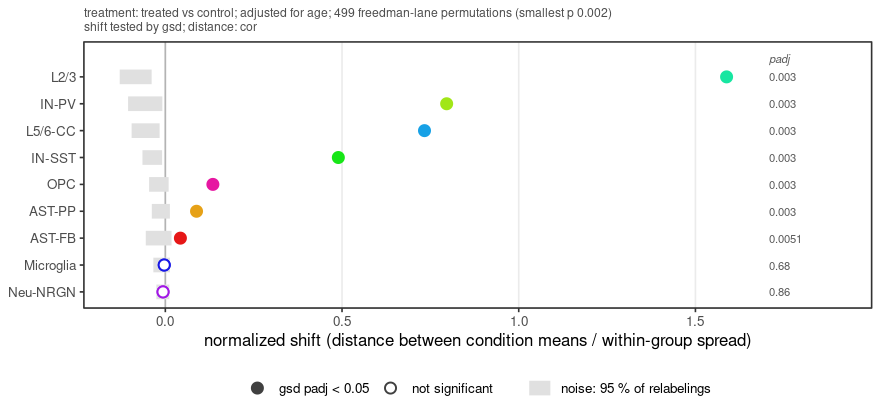 treatment: treated vs control; adjusted for age; 499 freedman-lane permutations (smallest p 0.002)
shift tested by gsd; distance: cor
padj
L2/3 0.003
IN-PV 0.003
L5/6-CC 0.003
IN-SST 0.003
OPC 0.003
AST-PP 0.003
AST-FB 0.0051
Microglia 0.68
Neu-NRGN 0.86
0.0 0.5 1.0 1.5
normalized shift (distance between condition means / within-group spread)
gsd padj < 0.05 not significant noise: 95 % of relabelings